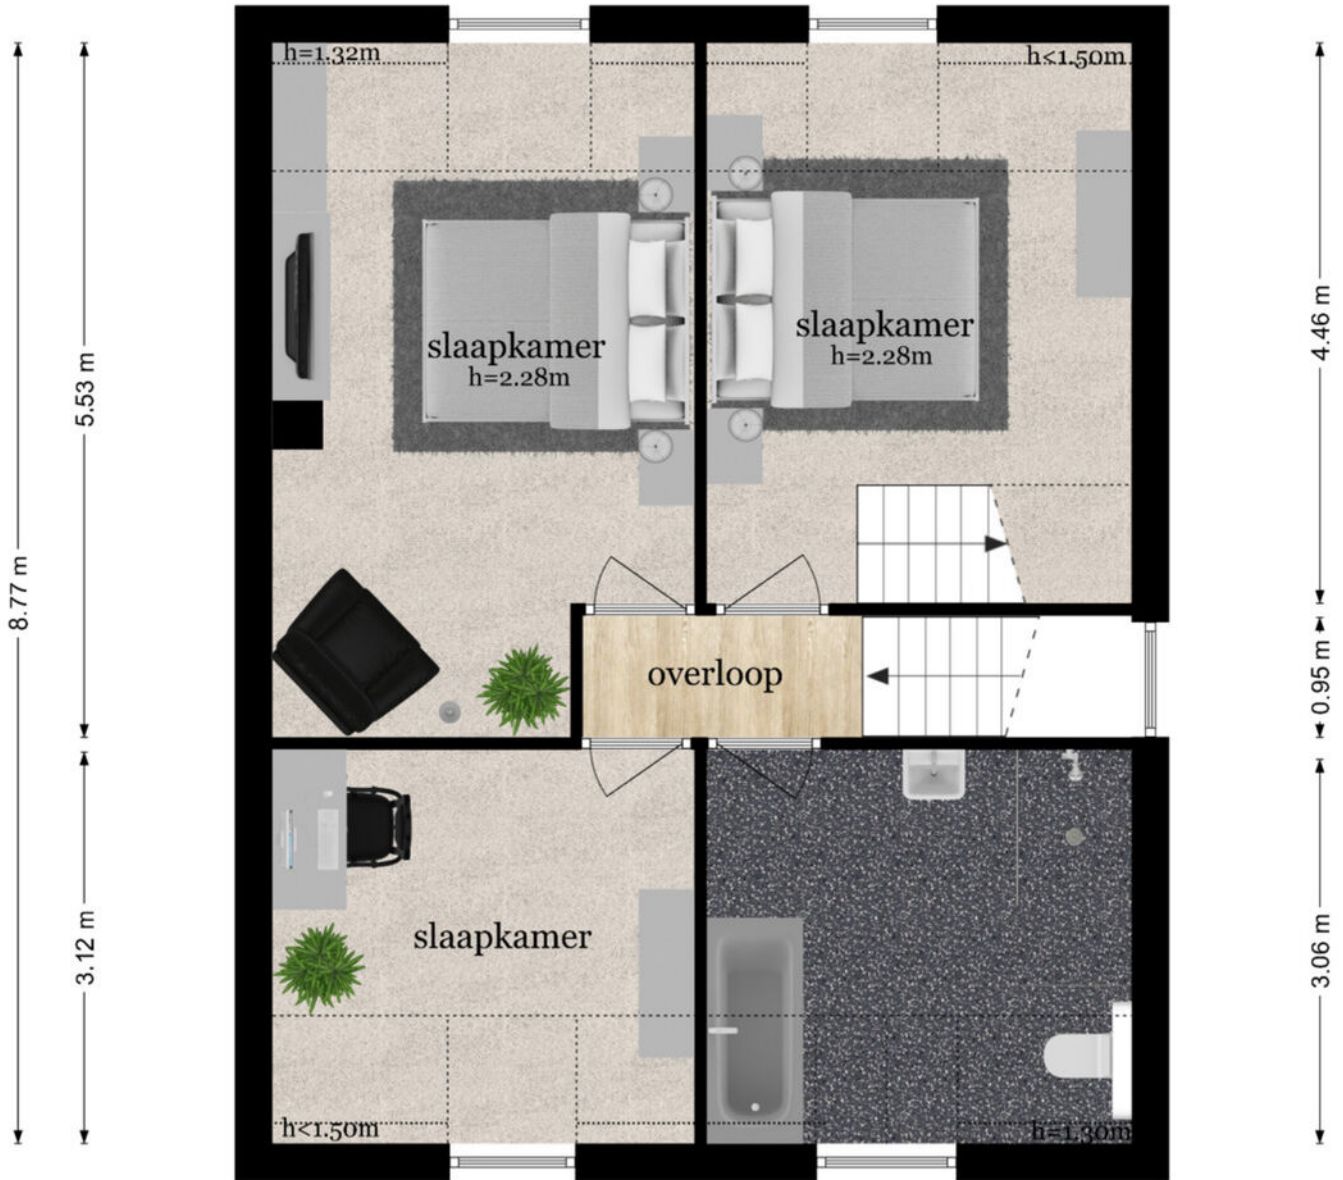 h=1.32m
h<1.50m
slaapkamer
h=2.28m
slaapkamer
h=2.28m
5.53 m
8.77 m
4.46 m
overloop
0.95 m
slaapkamer
3.12 m
3.06 m
h<1.50m
h=1.30m